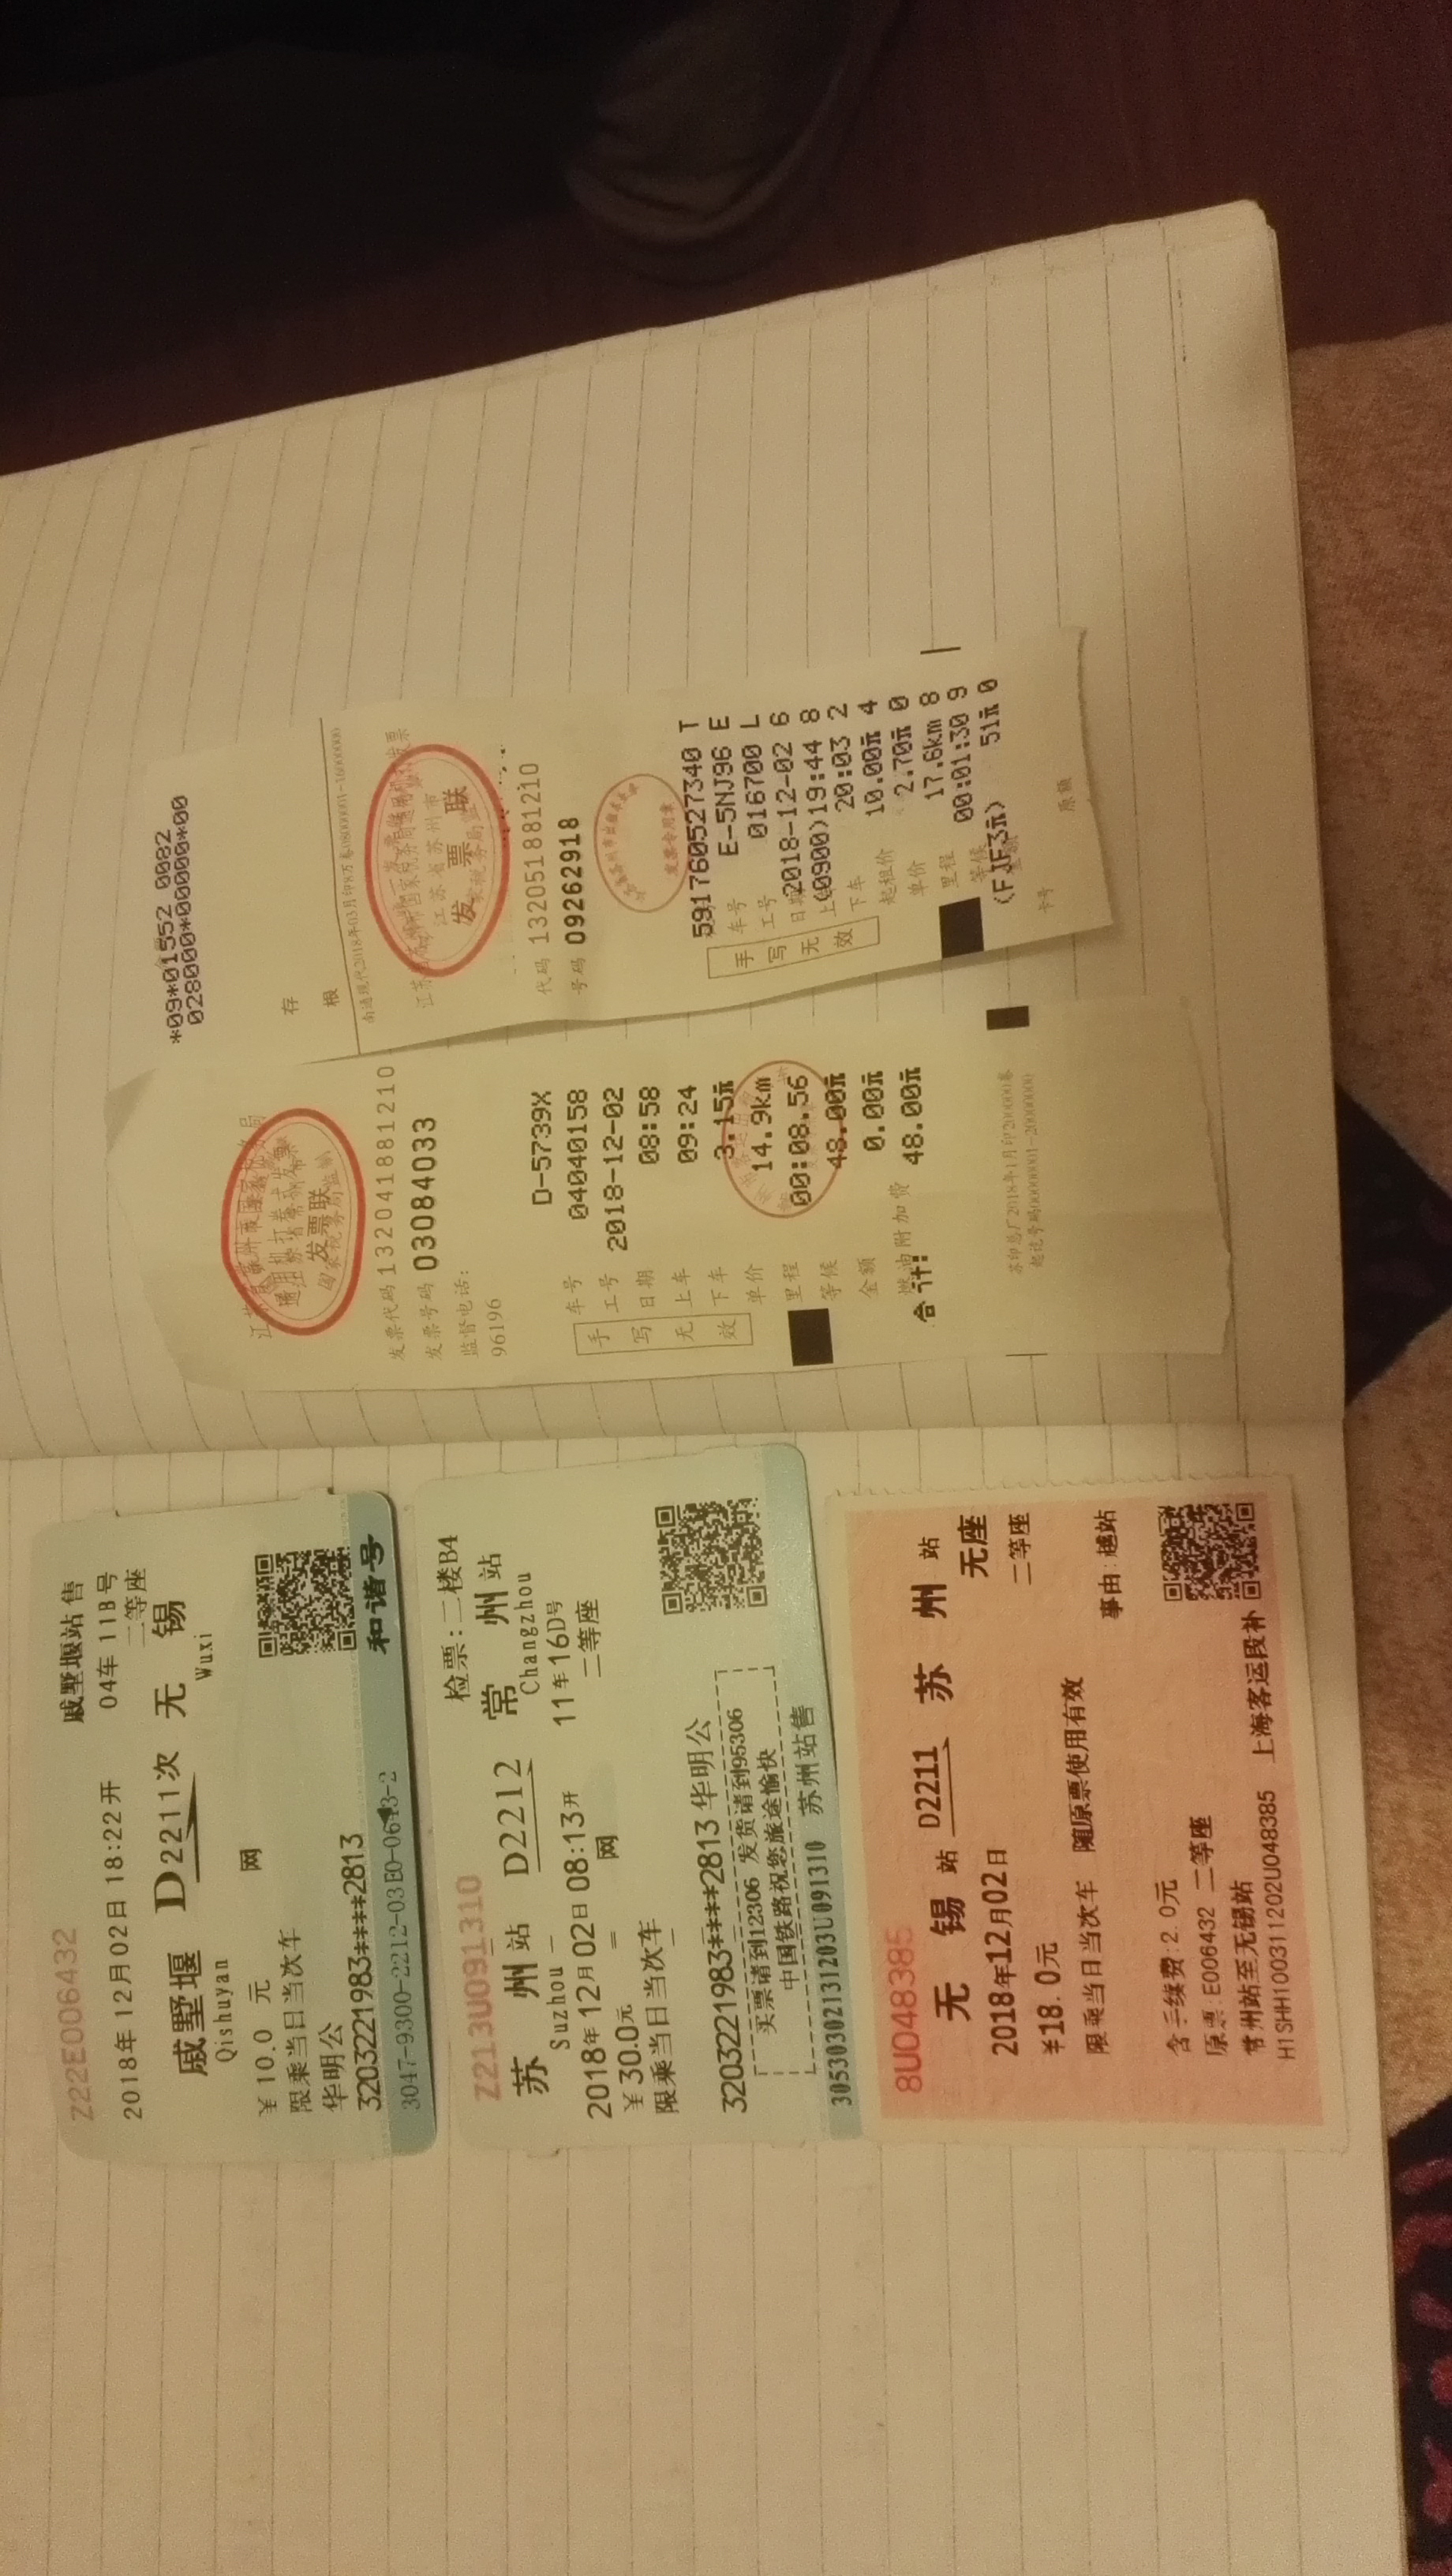 Z22E006432
戚墅堰站售
2018年12月02日18:22开
04车11B号
二等座
戚墅堰
D2211次
无锡
Qishuyan
Wuxi
¥10.0元
网
限乘当日当次车
华明公
3203221983****2813
和谐号
Z213U091310
检票:二楼B4
苏州站
D2212
常州站
Suzhou
Changzhou
2018年12月02日08:13开
11车16D号
¥30.0元
网
二等座
限乘当日当次车
3203221983****2813 华明公
买票请到12306 发货请到95306
中国铁路祝您旅途愉快
30530302131203U091310 苏州站售
8U048385
无锡站
D2211
苏州站
2018年12月02日
无座
¥18.0元
二等座
限乘当日当次车 随原票使用有效
事由:越站
含手续费:2.0元
原票:E006432 二等座
常州站至无锡站
上海客运段补
发票联
发票代码 132041881210
发票号码 03084033
监督电话:
96196
手写无效
车号 D-5739X
工号 04040158
日期 2018-12-02
上车 08:58
下车 09:24
单价 3.15元
里程 14.9km
等候 00:08.56
金额 48.00元
燃油附加费 0.00元
合计: 48.00元
*09*01552 0082
028000*000000*00
存根
发票联
代码 132051881210
号码 09262918
591760527340 T
手写无效
车号 E-5NJ96 E
工号 016700 L
日期 2018-12-02 6
(0900)19:44 8
下车 20:03 2
起租价 10.00元 4
单价 2.70元 0
里程 17.6km 8
等候 00:01:30 9
(FJF3元) 51元 0
卡号
原额